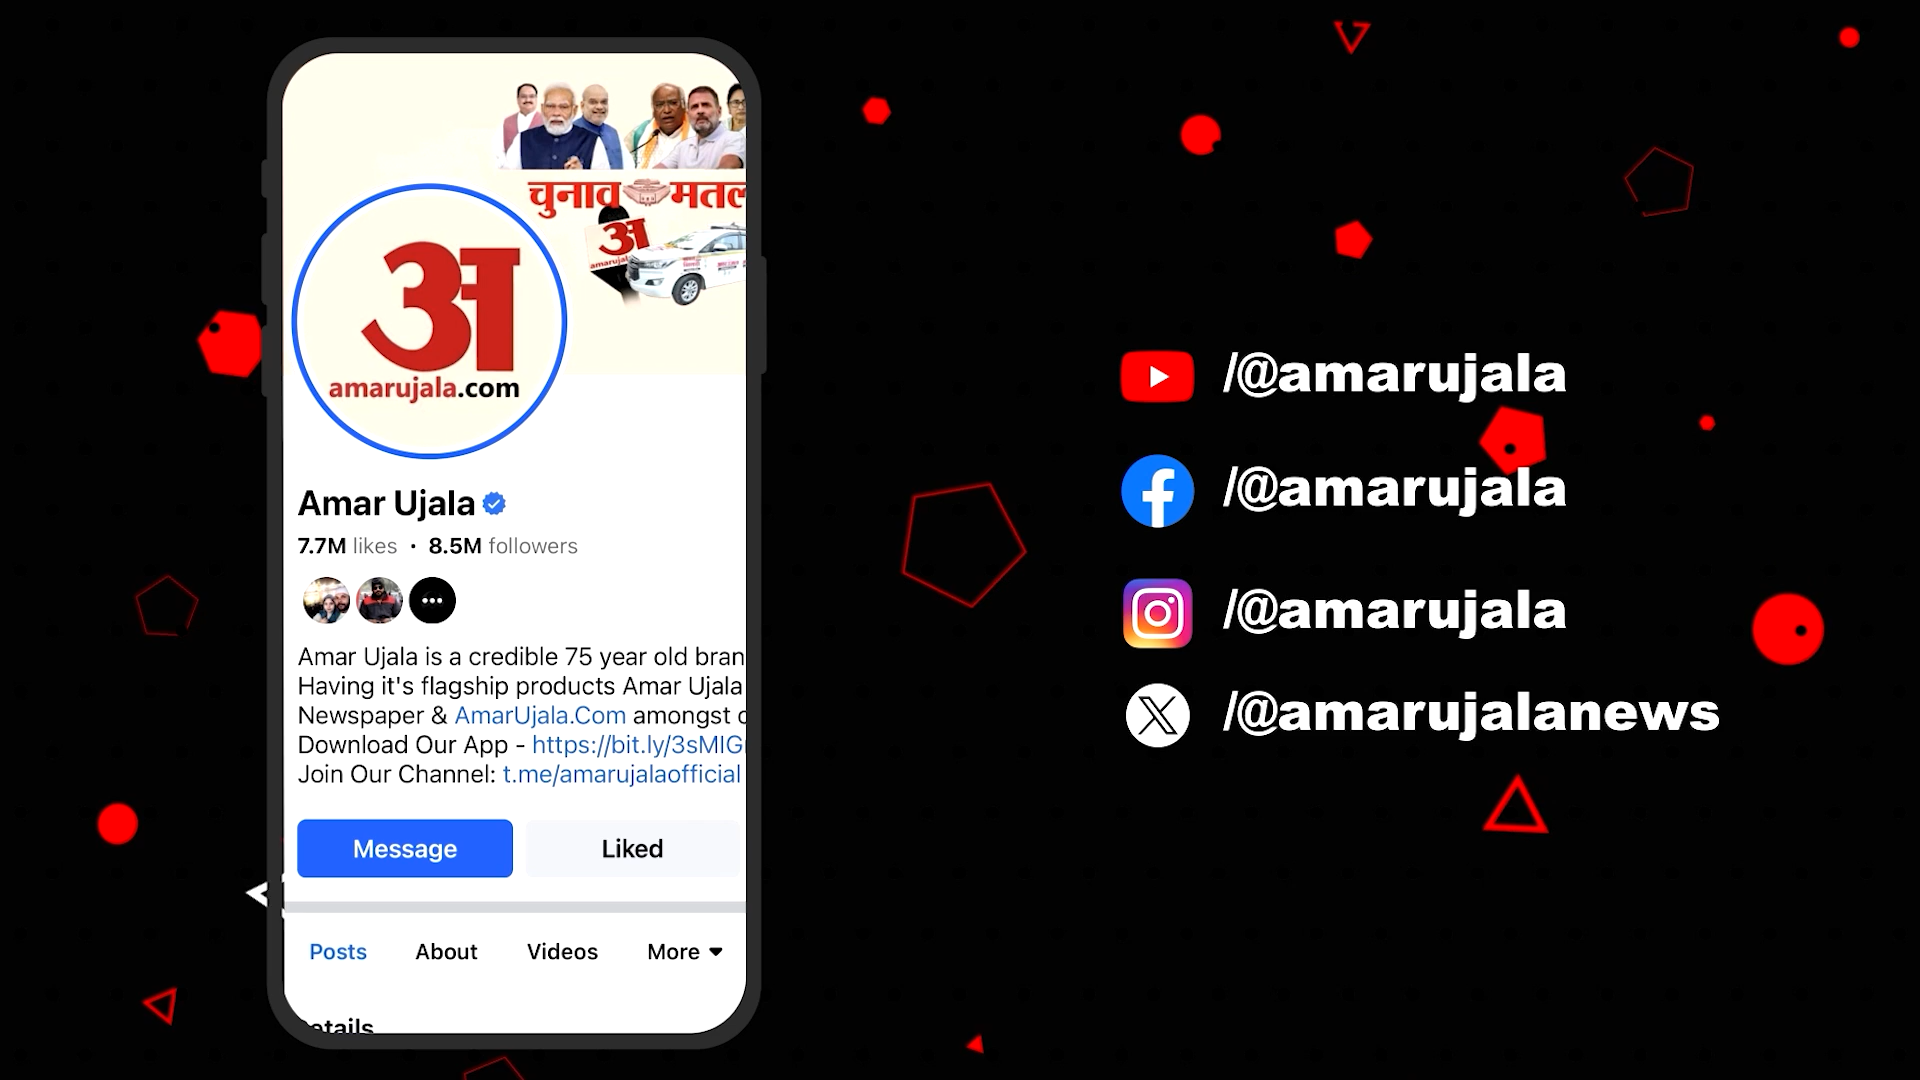 चुनाव मतल
अ
अ
amarujala.com
Amar Ujala
7.7M likes · 8.5M followers
Amar Ujala is a credible 75 year old bran
Having it's flagship products Amar Ujala
Newspaper & AmarUjala.Com amongst
Download Our App - https://bit.ly/3sMIG
Join Our Channel: t.me/amarujalaofficial
Message
Liked
Posts
About
Videos
More
etails
/@amarujala
/@amarujala
/@amarujala
/@amarujalanews